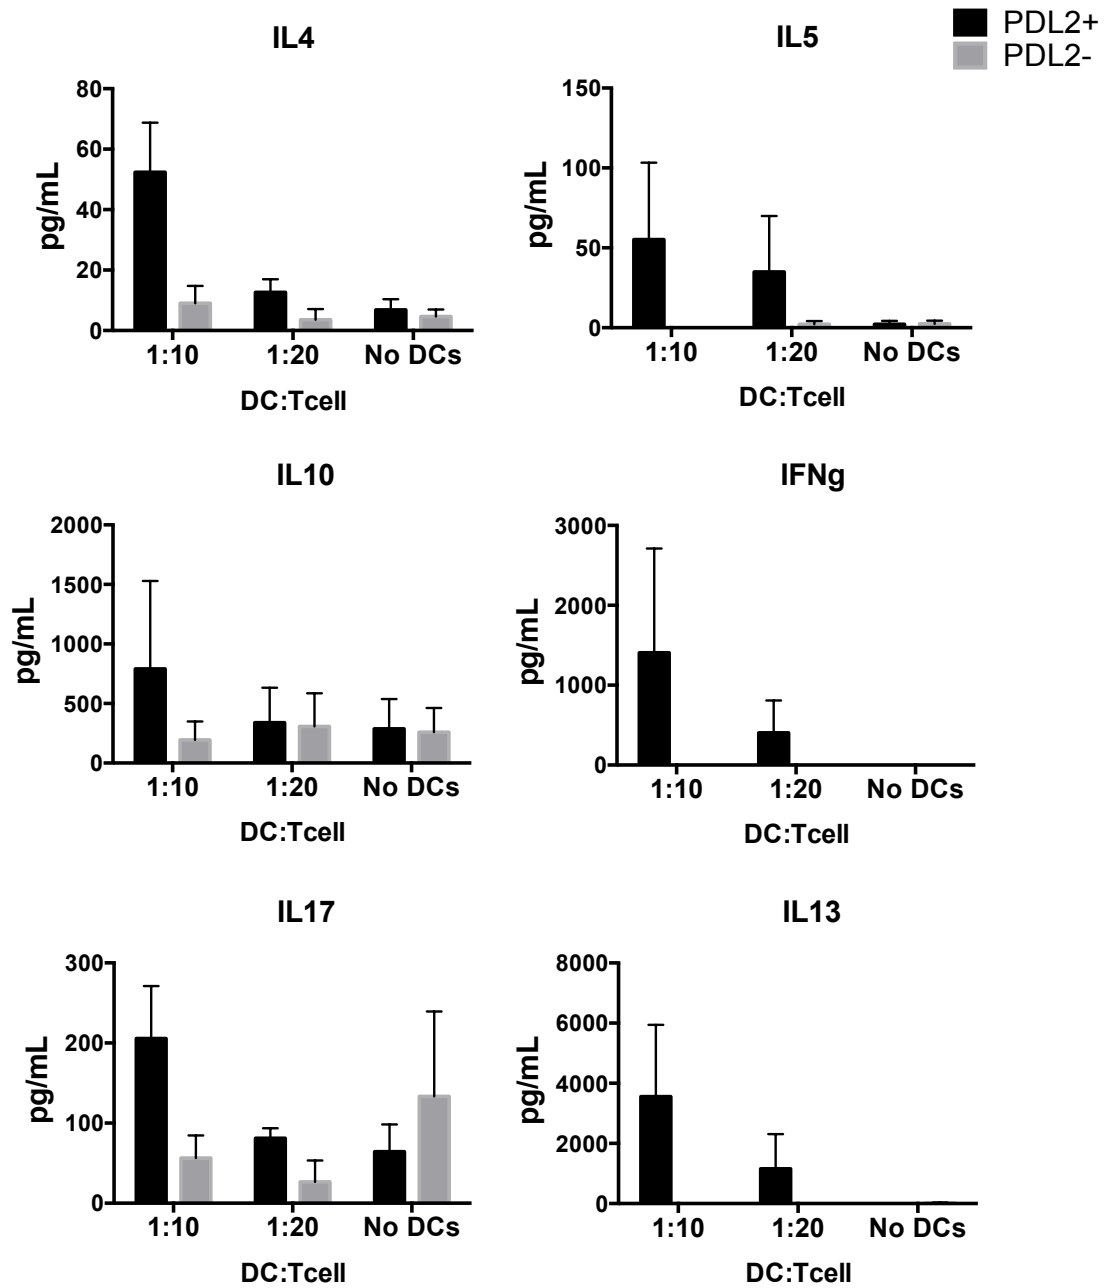 PDL2+
PDL2-
IL4
pg/mL
80
60
40
20
0
1:10 1:20 No DCs
DC:Tcell
IL5
pg/mL
150
100
50
0
1:10 1:20 No DCs
DC:Tcell
IL10
pg/mL
2000
1500
1000
500
0
1:10 1:20 No DCs
DC:Tcell
IFNg
pg/mL
3000
2000
1000
0
1:10 1:20 No DCs
DC:Tcell
IL17
pg/mL
300
200
100
0
1:10 1:20 No DCs
DC:Tcell
IL13
pg/mL
8000
6000
4000
2000
0
1:10 1:20 No DCs
DC:Tcell